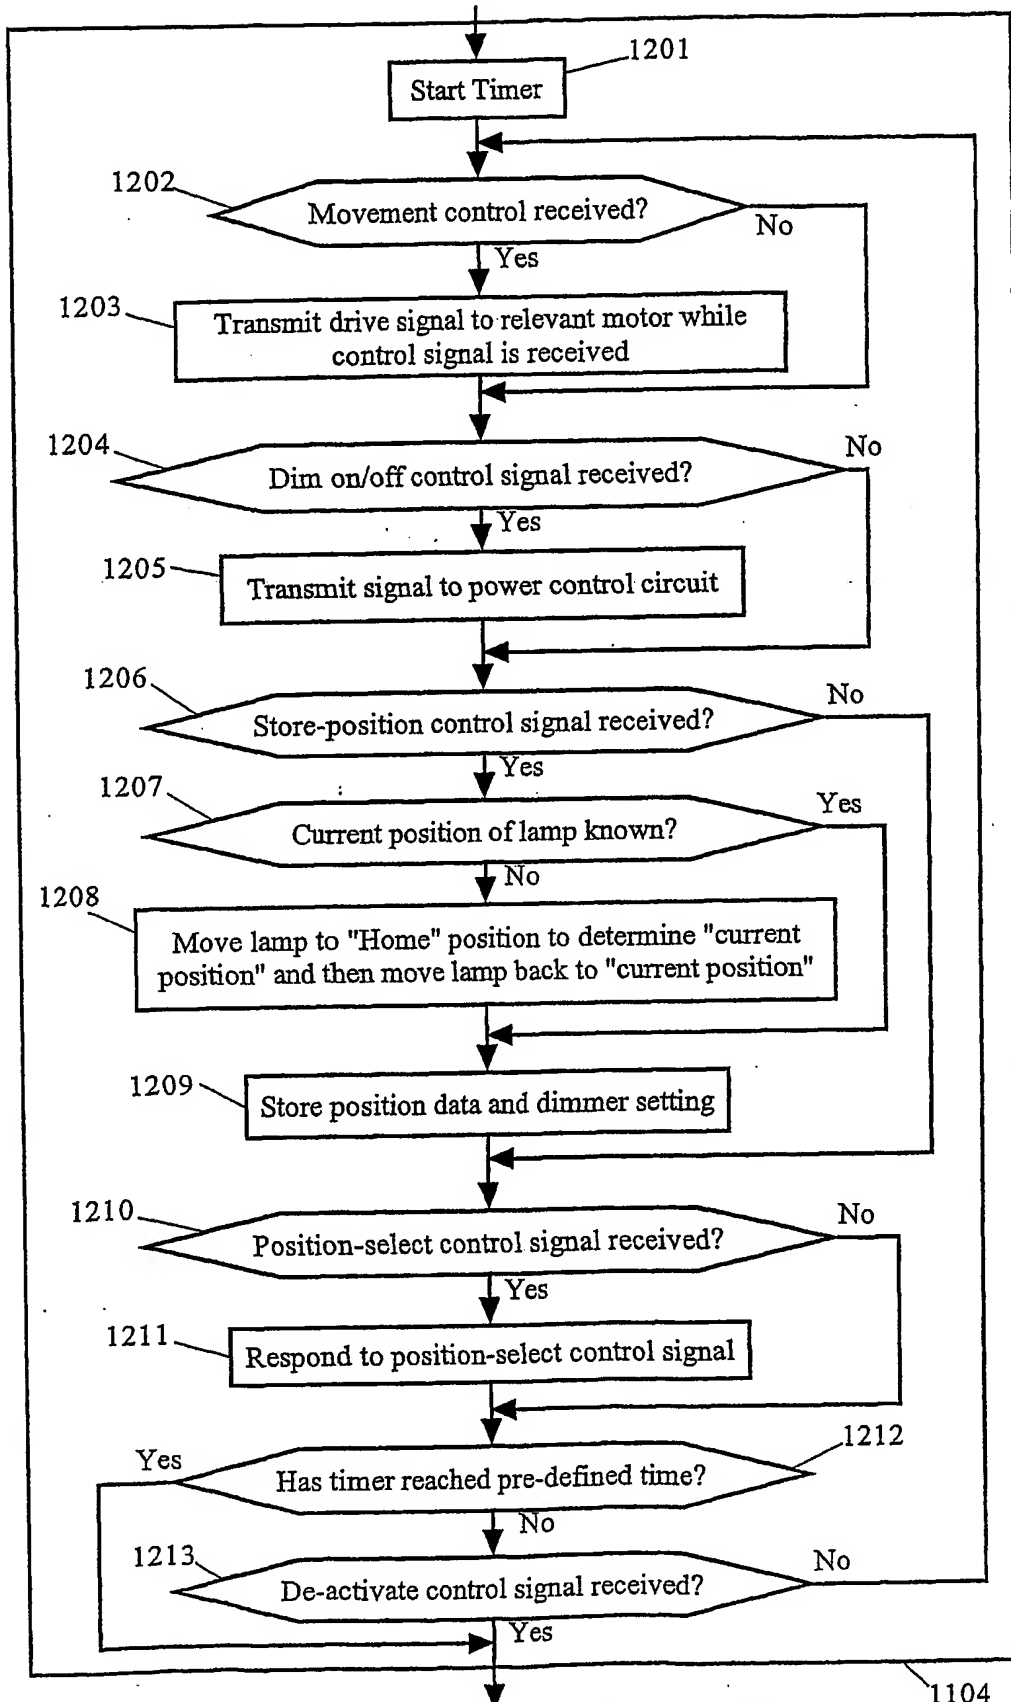 1201
Start Timer
1202
Movement control received?
No
Yes
1203
Transmit drive signal to relevant motor while
control signal is received
1204
No
Dim on/off control signal received?
Yes
1205
Transmit signal to power control circuit
1206
No
Store-position control signal received?
Yes
1207
Yes
Current position of lamp known?
No
1208
Move lamp to "Home" position to determine "current
position" and then move lamp back to "current position"
1209
Store position data and dimmer setting
1210
No
Position-select control signal received?
Yes
1211
Respond to position-select control signal
1212
Yes
Has timer reached pre-defined time?
No
1213
No
De-activate control signal received?
Yes
1104